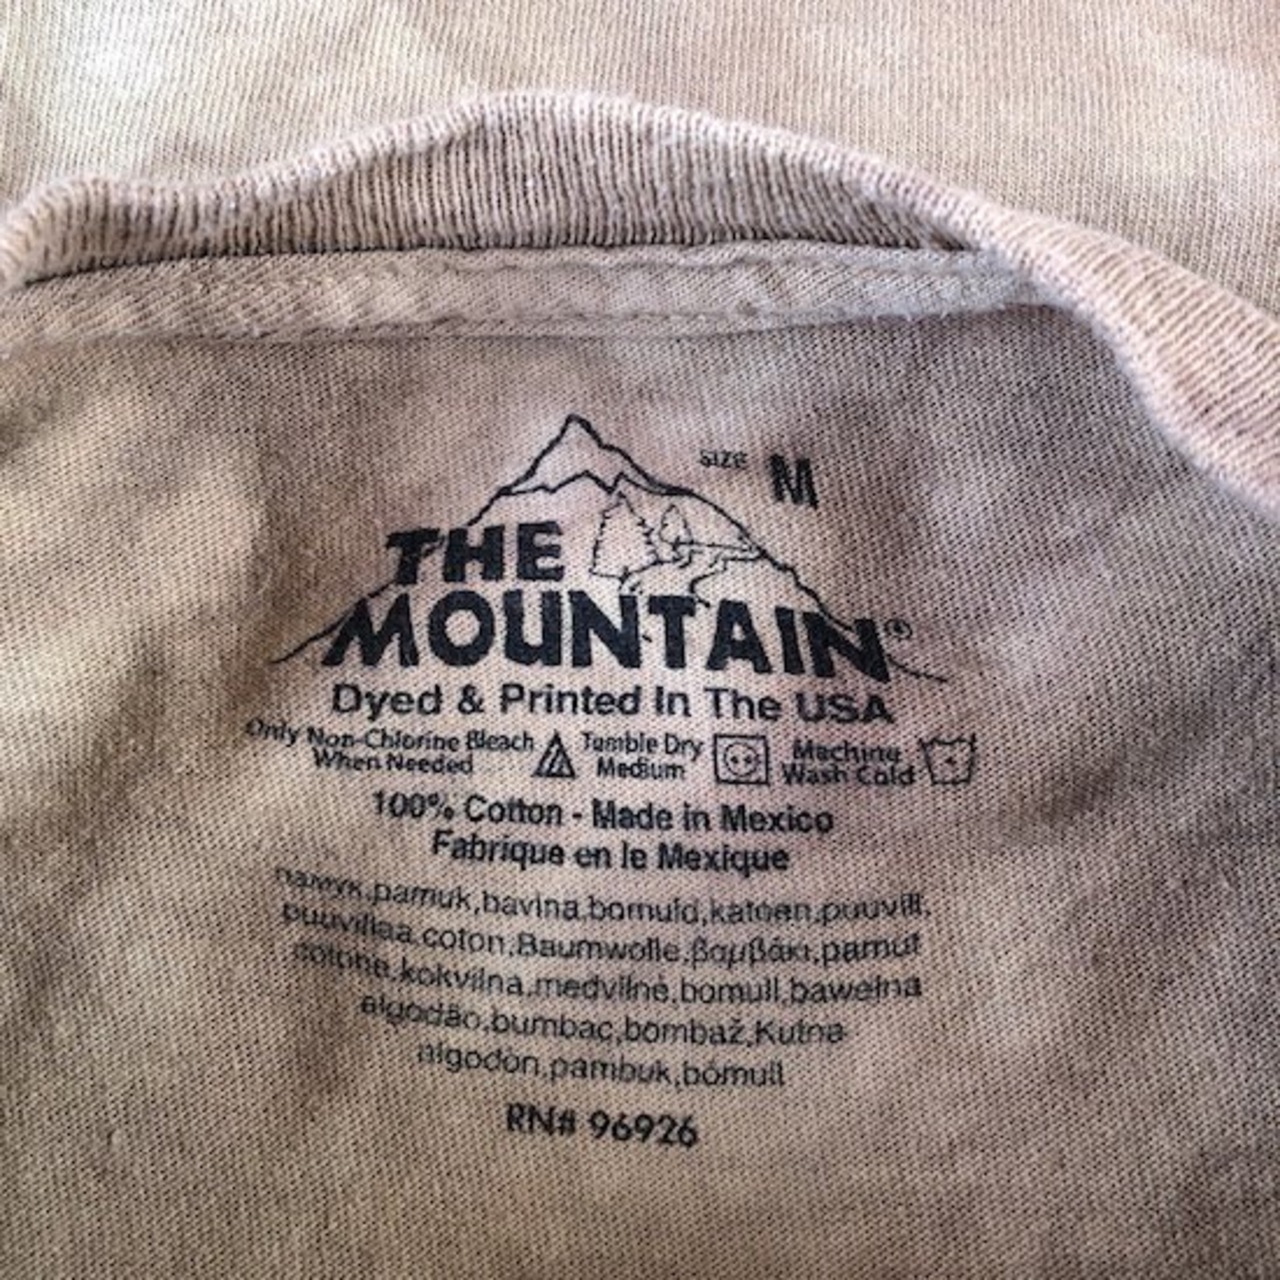 SIZE M
THE
MOUNTAIN®
Dyed & Printed In The USA
Only Non-Chlorine Bleach When Needed
Tumble Dry Medium
Machine Wash Cold
100% Cotton - Made in Mexico
Fabrique en le Mexique
памук,pamuk,bavlna,bomuld,katoen,puuvill,
puuvillaa,coton,Baumwolle,βαμβάκι,pamut
cotone,kokvilna,medvilnė,bomull,bawełna
algodão,bumbac,bombaž,Kutna
algodón,pambuk,bómull
RN# 96926